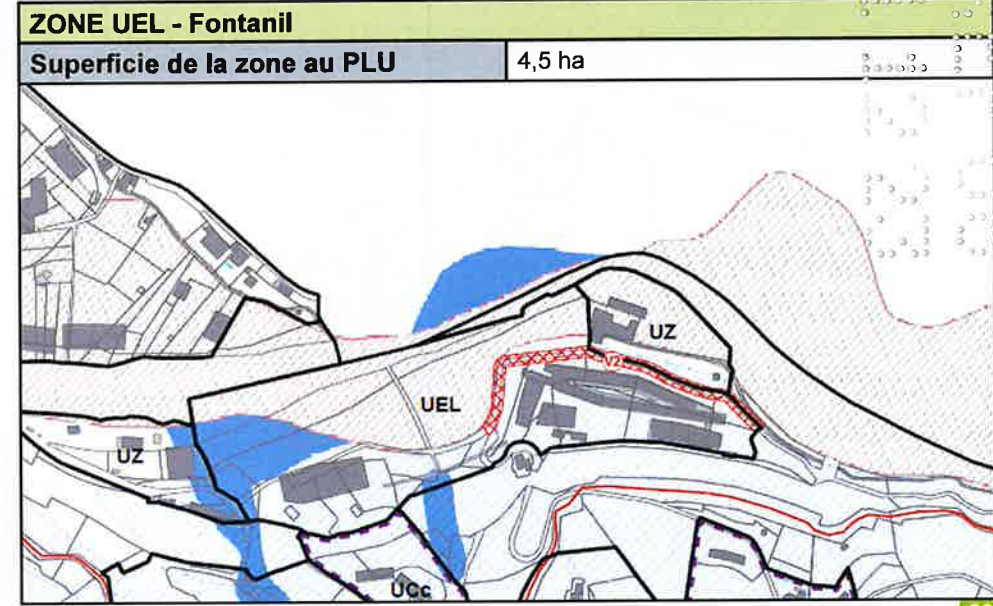 ZONE UEL - Fontanil
Superficie de la zone au PLU 4,5 ha
UZ
V2
UEL
UZ
UCc